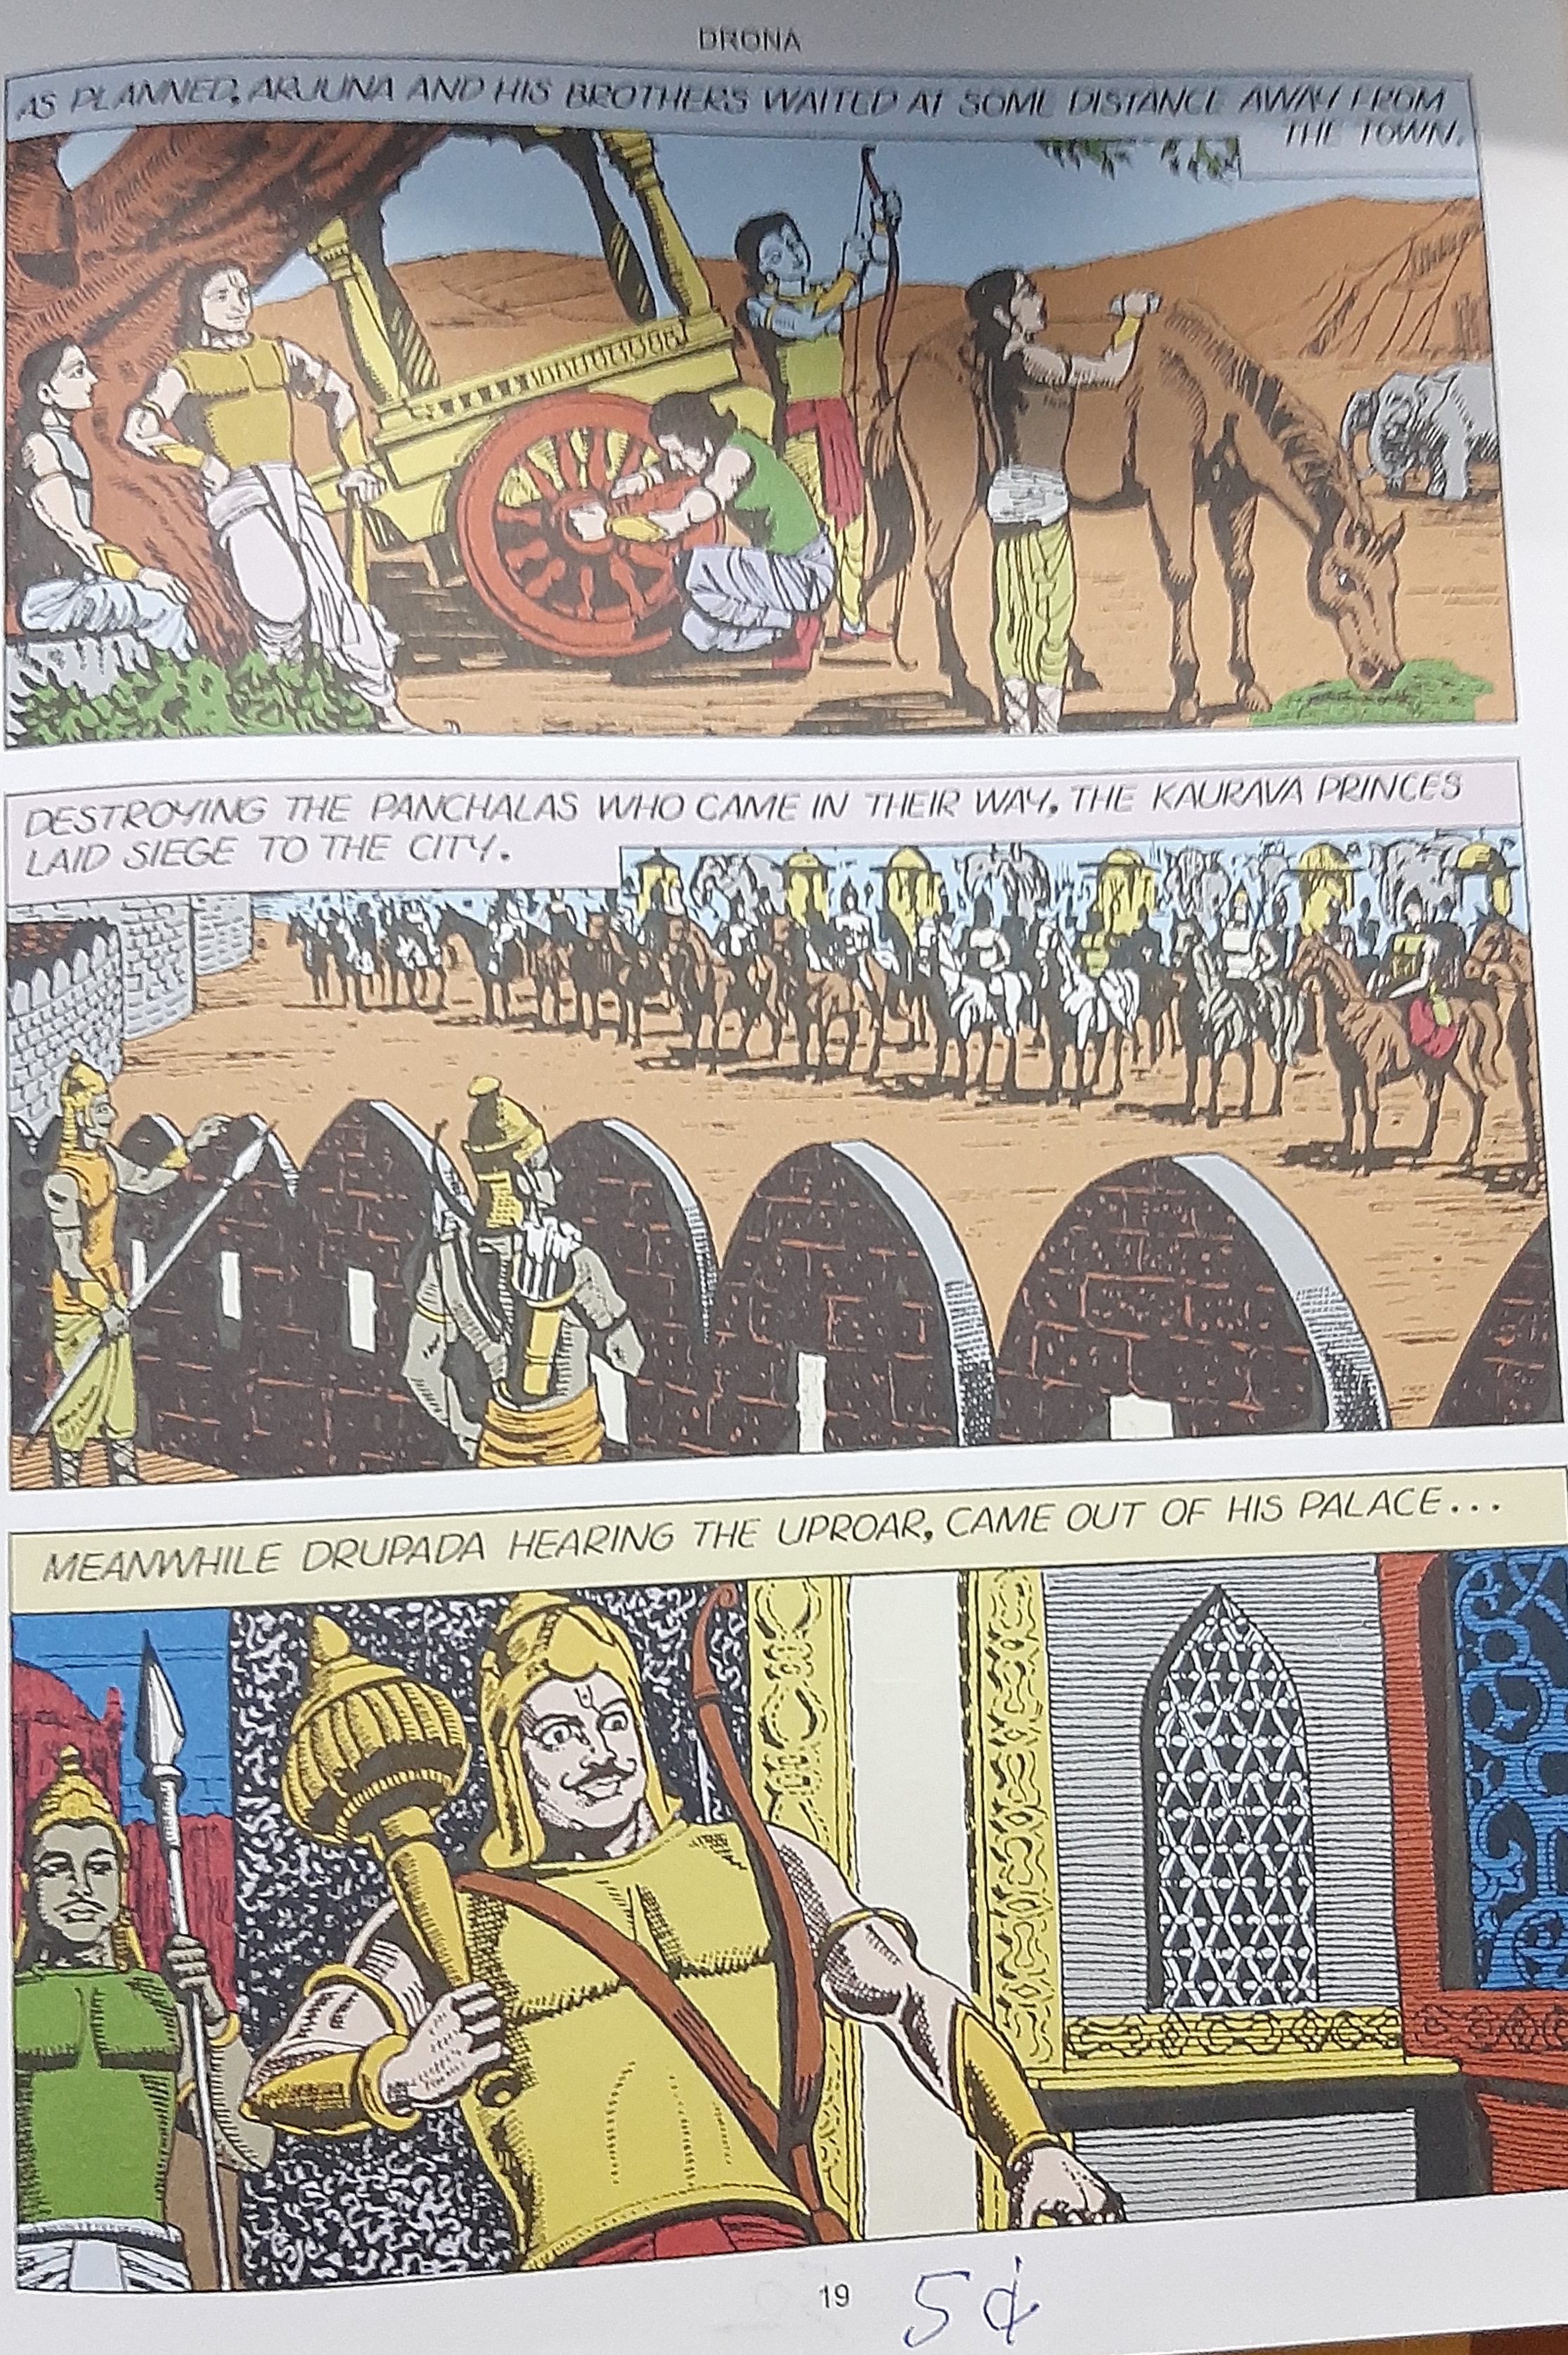 DRONA
AS PLANNED, ARJUNA AND HIS BROTHERS WAITED AT SOME DISTANCE AWAY FROM
THE TOWN.
DESTROYING THE PANCHALAS WHO CAME IN THEIR WAY, THE KAURAVA PRINCES
LAID SIEGE TO THE CITY.
MEANWHILE DRUPADA HEARING THE UPROAR, CAME OUT OF HIS PALACE...
19
5¢